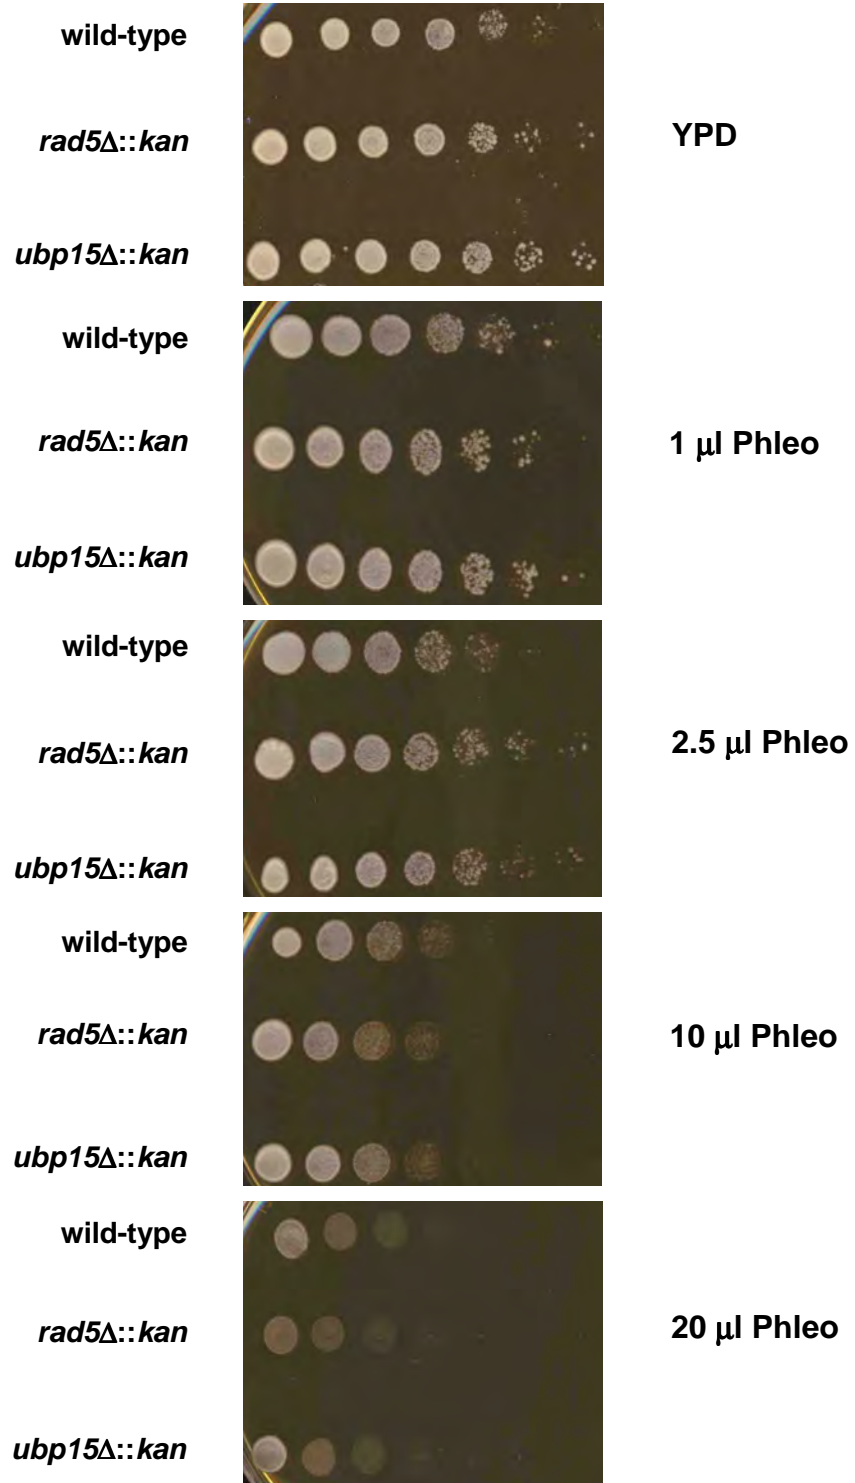 wild-type
rad5Δ::kan
YPD
ubp15Δ::kan
wild-type
rad5Δ::kan
1 μl Phleo
ubp15Δ::kan
wild-type
rad5Δ::kan
2.5 μl Phleo
ubp15Δ::kan
wild-type
rad5Δ::kan
10 μl Phleo
ubp15Δ::kan
wild-type
rad5Δ::kan
20 μl Phleo
ubp15Δ::kan